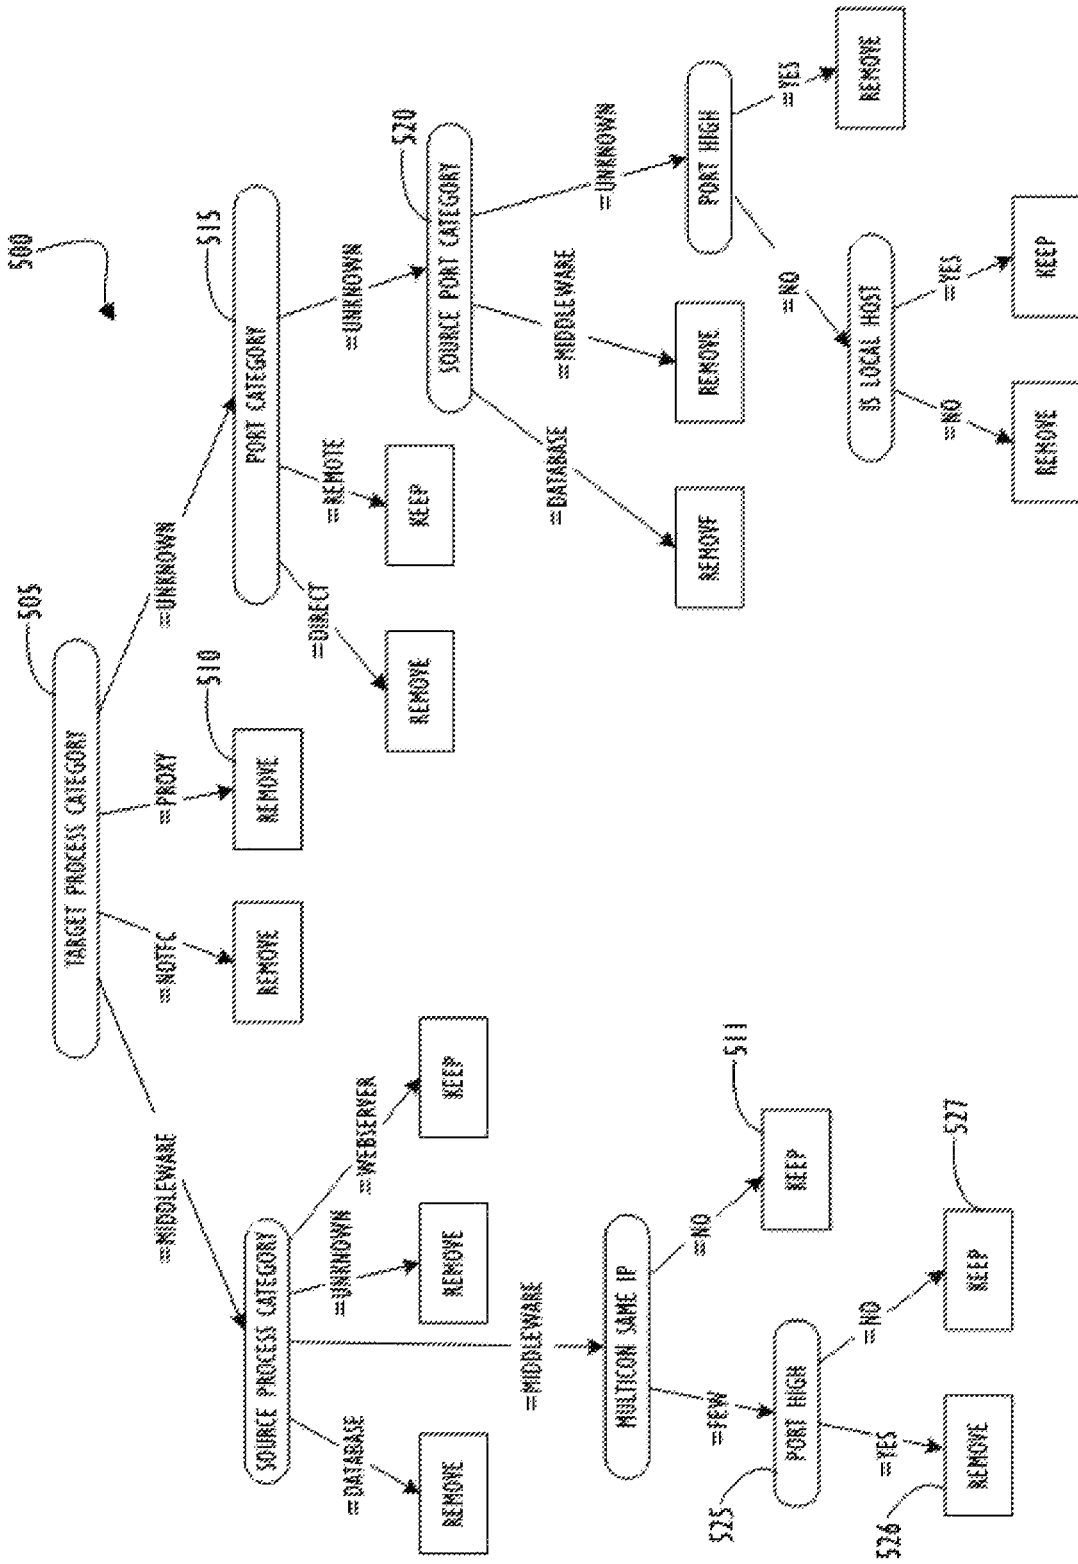 500
505
TARGET PROCESS CATEGORY
=MIDDLEWARE
=NOTFC
=PROXY
=UNKNOWN
SOURCE PROCESS CATEGORY
REMOVE
REMOVE
510
PORT CATEGORY
515
=DATABASE
=UNKNOWN
=WEBSERVER
=DIRECT
=REMOTE
=UNKNOWN
REMOVE
REMOVE
KEEP
REMOVE
KEEP
SOURCE PORT CATEGORY
520
=MIDDLEWARE
=DATABASE
=MIDDLEWARE
=UNKNOWN
MULTICON SAME IP
REMOVE
REMOVE
PORT HIGH
=FEW
=NO
=NO
=YES
525
PORT HIGH
KEEP
511
IS LOCAL HOST
REMOVE
=YES
=NO
=NO
=YES
526
REMOVE
KEEP
527
REMOVE
KEEP